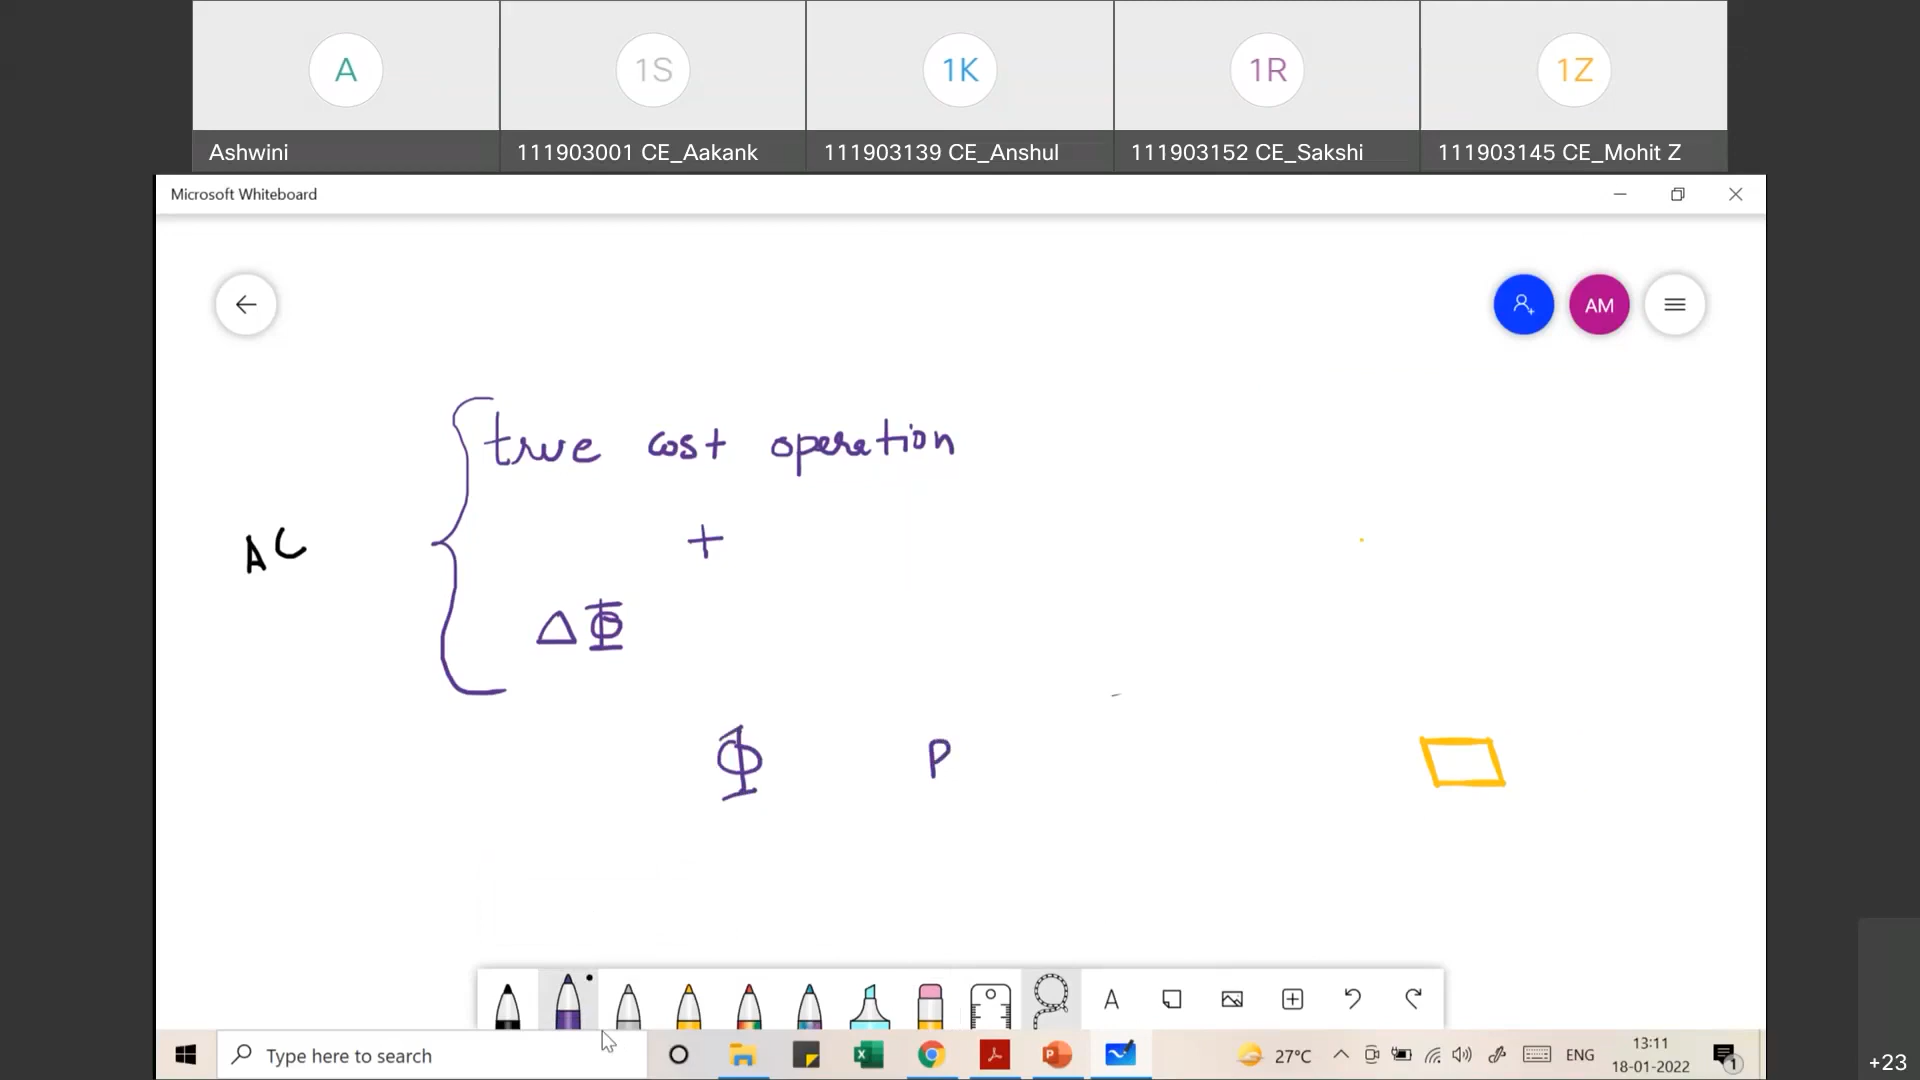 A 1S 1K 1R 1Z
Ashwini 111903001 CE_Aakank 111903139 CE_Anshul 111903152 CE_Sakshi 111903145 CE_Mohit Z
Microsoft Whiteboard
AM
true cost operation
+
AC
ΔΦ
Φ P
A
Type here to search
27°C
ENG
13:11
18-01-2022
1
+23